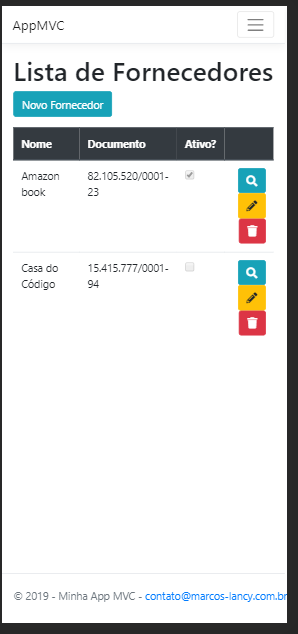 AppMVC
Lista de Fornecedores
Novo Fornecedor
Nome Documento Ativo?
Amazon 82.105.520/0001-
book 23
Casa do 15.415.777/0001-
Código 94
© 2019 - Minha App MVC - contato@marcos-lancy.com.br